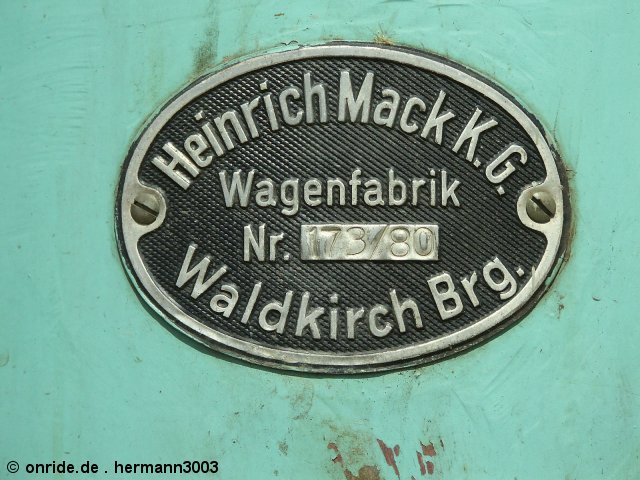 Heinrich Mack K.G.
Wagenfabrik
Nr. 173/80
Waldkirch Brg.
© onride.de . hermann3003